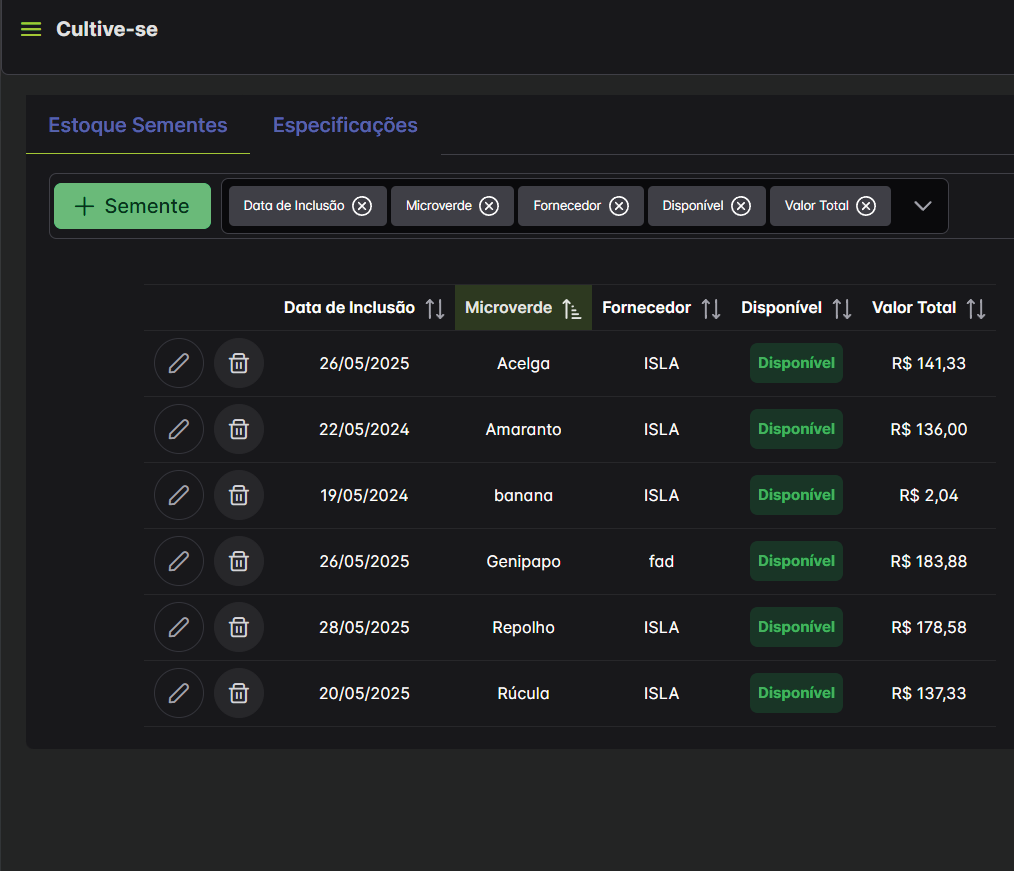 Cultive-se
Estoque Sementes Especificações
Semente Data de Inclusão Microverde Fornecedor Disponível Valor Total
Data de Inclusão Microverde Fornecedor Disponível Valor Total
26/05/2025 Acelga ISLA Disponível R$ 141,33
22/05/2024 Amaranto ISLA Disponível R$ 136,00
19/05/2024 banana ISLA Disponível R$ 2,04
26/05/2025 Genipapo fad Disponível R$ 183,88
28/05/2025 Repolho ISLA Disponível R$ 178,58
20/05/2025 Rúcula ISLA Disponível R$ 137,33